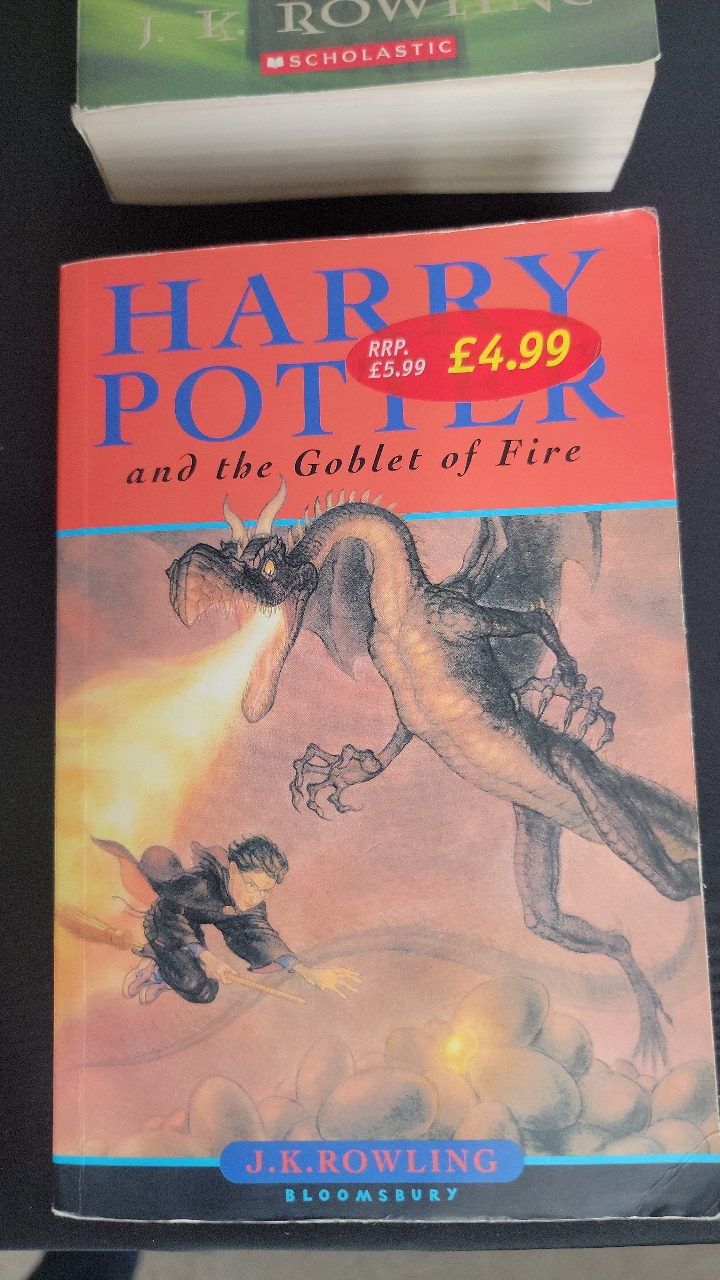 J. K. ROWLING
SCHOLASTIC
HARRY
POTTER
RRP.
£5.99
£4.99
and the Goblet of Fire
J.K.ROWLING
BLOOMSBURY